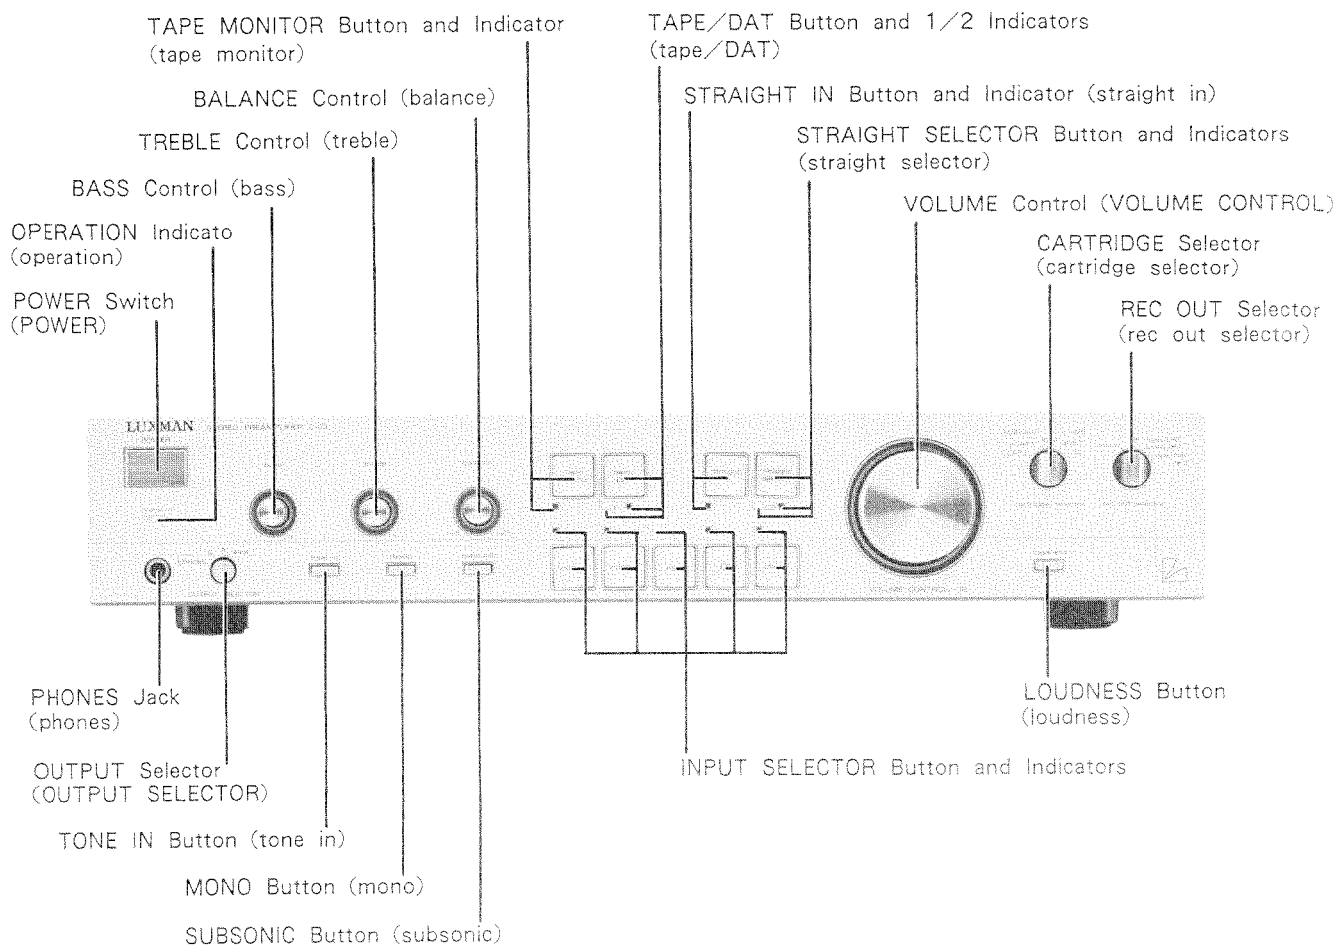 TAPE MONITOR Button and Indicator
(tape monitor)
TAPE/DAT Button and 1/2 Indicators
(tape/DAT)
BALANCE Control (balance)
STRAIGHT IN Button and Indicator (straight in)
TREBLE Control (treble)
STRAIGHT SELECTOR Button and Indicators
(straight selector)
BASS Control (bass)
VOLUME Control (VOLUME CONTROL)
OPERATION Indicato
(operation)
CARTRIDGE Selector
(cartridge selector)
POWER Switch
(POWER)
REC OUT Selector
(rec out selector)
LUXMAN
POWER
VOLUME CONTROL
PHONES Jack
(phones)
LOUDNESS Button
(loudness)
OUTPUT Selector
(OUTPUT SELECTOR)
INPUT SELECTOR Button and Indicators
TONE IN Button (tone in)
MONO Button (mono)
SUBSONIC Button (subsonic)